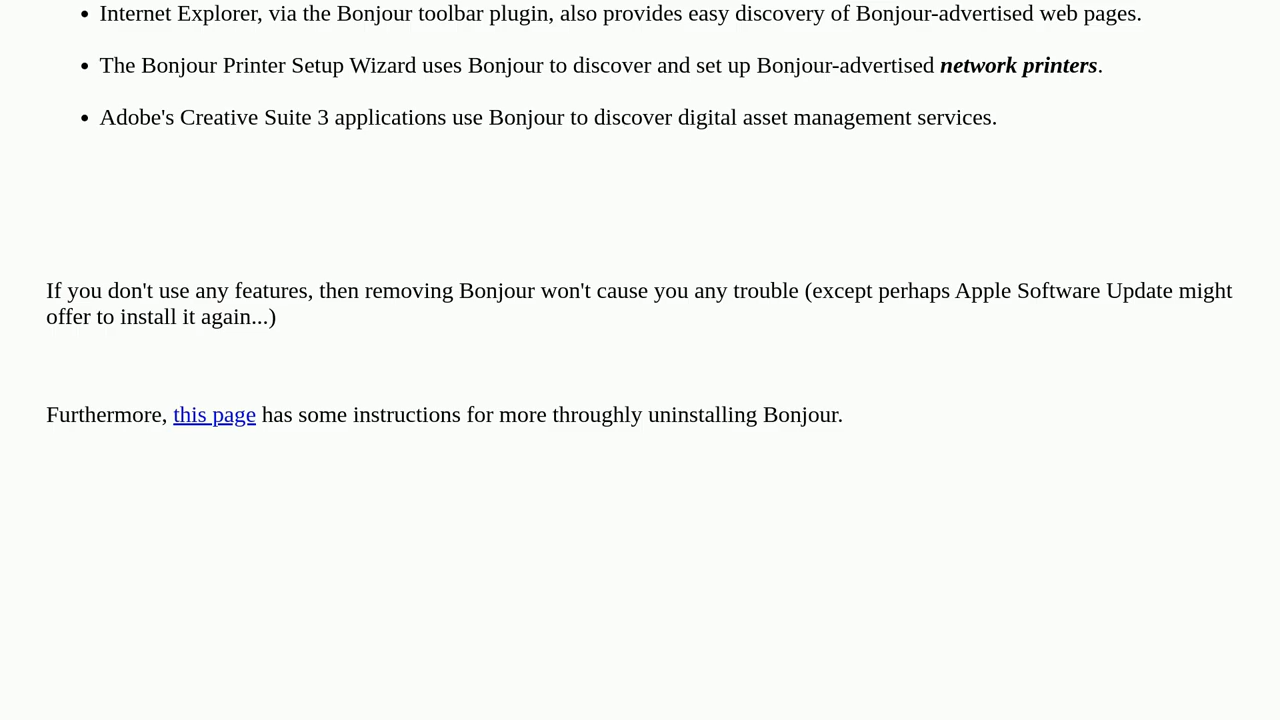 Internet Explorer, via the Bonjour toolbar plugin, also provides easy discovery of Bonjour-advertised web pages.
The Bonjour Printer Setup Wizard uses Bonjour to discover and set up Bonjour-advertised network printers.
Adobe's Creative Suite 3 applications use Bonjour to discover digital asset management services.
If you don't use any features, then removing Bonjour won't cause you any trouble (except perhaps Apple Software Update might
offer to install it again...)
Furthermore, this page has some instructions for more throughly uninstalling Bonjour.